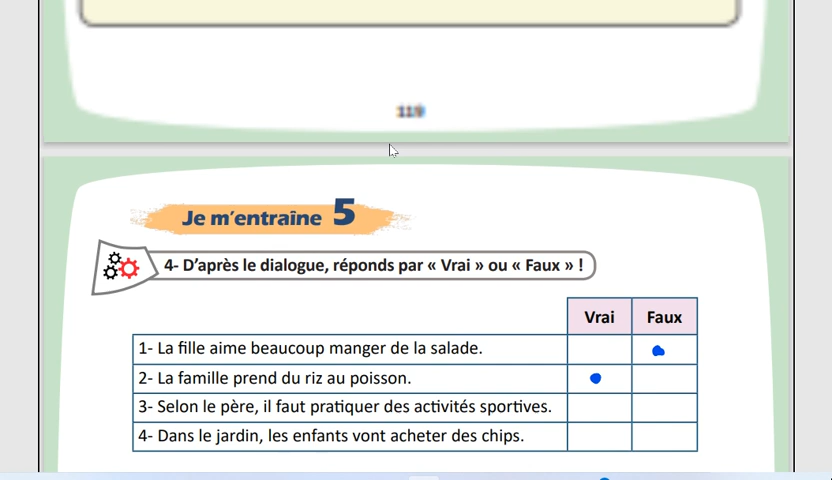 119
Je m'entraîne 5
4- D'après le dialogue, réponds par « Vrai » ou « Faux » !
Vrai Faux
1- La fille aime beaucoup manger de la salade.
2- La famille prend du riz au poisson.
3- Selon le père, il faut pratiquer des activités sportives.
4- Dans le jardin, les enfants vont acheter des chips.